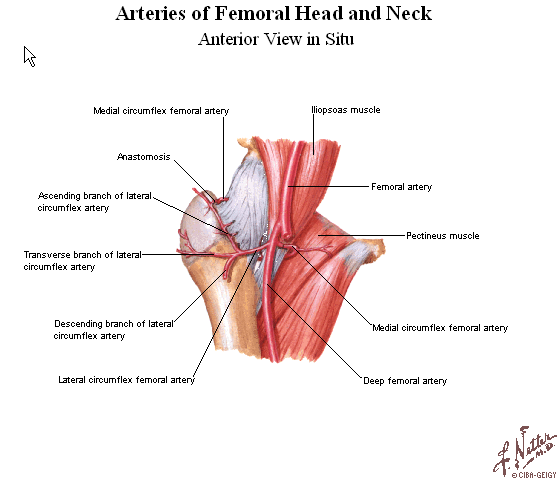 Arteries of Femoral Head and Neck
Anterior View in Situ
Medial circumflex femoral artery
Iliopsoas muscle
Anastomosis
Femoral artery
Ascending branch of lateral
circumflex artery
Pectineus muscle
Transverse branch of lateral
circumflex artery
Descending branch of lateral
circumflex artery
Medial circumflex femoral artery
Lateral circumflex femoral artery
Deep femoral artery
F. Netter
M.D.
© CIBA-GEIGY